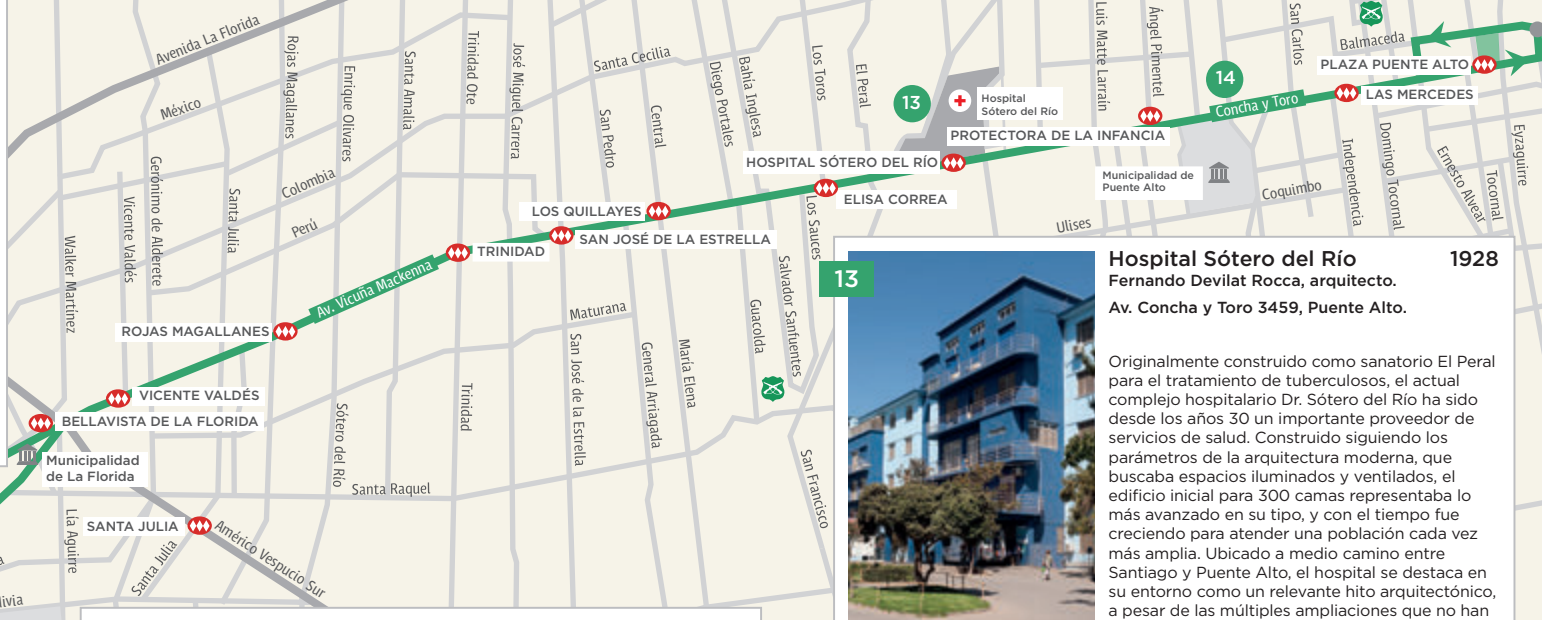 Avenida La Florida
México
Rojas Magallanes
Enrique Olivares
Santa Amalia
Trinidad Ote
José Miguel Carrera
Santa Cecilia
San Pedro
Central
Diego Portales
Bahía Inglesa
Los Toros
El Peral
13
Hospital
Sótero del Río
Luis Matte Larraín
Ángel Pimentel
14
San Carlos
Balmaceda
PLAZA PUENTE ALTO
Concha y Toro
LAS MERCEDES
PROTECTORA DE LA INFANCIA
HOSPITAL SÓTERO DEL RÍO
Municipalidad de
Puente Alto
Coquimbo
Independencia
Domingo Tocornal
Ernesto Alvear
Tocornal
Eyzaguirre
Ulises
ELISA CORREA
Los Sauces
LOS QUILLAYES
SAN JOSÉ DE LA ESTRELLA
TRINIDAD
Colombia
Perú
Gerónimo de Alderete
Vicente Valdés
Santa Julia
Walker Martínez
Av. Vicuña Mackenna
ROJAS MAGALLANES
VICENTE VALDÉS
BELLAVISTA DE LA FLORIDA
Municipalidad
de La Florida
Maturana
San José de la Estrella
General Arriagada
María Elena
Guacolda
Salvador Sanfuentes
San Francisco
Trinidad
Sótero del Río
Santa Raquel
Lía Aguirre
SANTA JULIA
Santa Julia
Américo Vespucio Sur
livia
13
Hospital Sótero del Río 1928
Fernando Devilat Rocca, arquitecto.
Av. Concha y Toro 3459, Puente Alto.
Originalmente construido como sanatorio El Peral
para el tratamiento de tuberculosos, el actual
complejo hospitalario Dr. Sótero del Río ha sido
desde los años 30 un importante proveedor de
servicios de salud. Construido siguiendo los
parámetros de la arquitectura moderna, que
buscaba espacios iluminados y ventilados, el
edificio inicial para 300 camas representaba lo
más avanzado en su tipo, y con el tiempo fue
creciendo para atender una población cada vez
más amplia. Ubicado a medio camino entre
Santiago y Puente Alto, el hospital se destaca en
su entorno como un relevante hito arquitectónico,
a pesar de las múltiples ampliaciones que no han